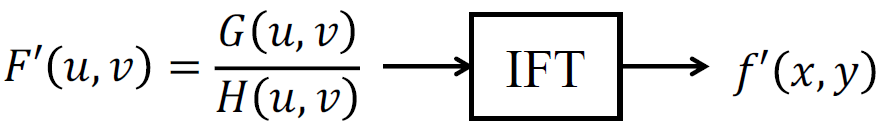 F′(u, v) = G(u, v) / H(u, v) → IFT → f′(x, y)